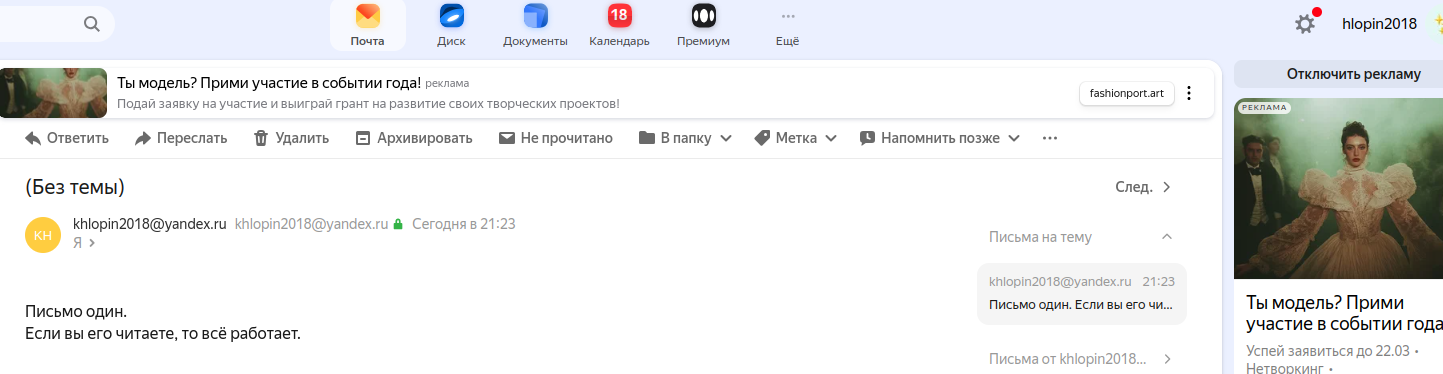 18
Почта
Диск
Документы
Календарь
Премиум
Ещё
hlopin2018
Ты модель? Прими участие в событии года! реклама
Подай заявку на участие и выиграй грант на развитие своих творческих проектов!
fashionport.art
Отключить рекламу
Ответить
Переслать
Удалить
Архивировать
Не прочитано
В папку
Метка
Напомнить позже
(Без темы)
След.
KH
khlopin2018@yandex.ru khlopin2018@yandex.ru Сегодня в 21:23
Я
Письмо один.
Если вы его читаете, то всё работает.
Письма на тему
khlopin2018@yandex.ru 21:23
Письмо один. Если вы его чи...
Письма от khlopin2018...
РЕКЛАМА
Ты модель? Прими
участие в событии года
Успей заявиться до 22.03 •
Нетворкинг •